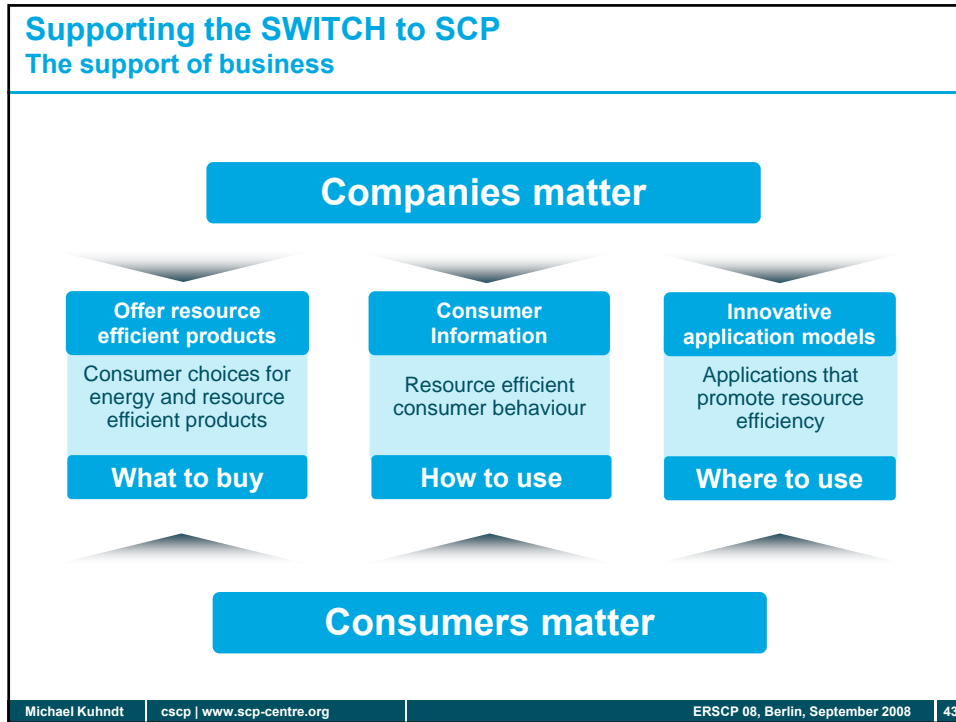 Supporting the SWITCH to SCP
The support of business
Companies matter
Offer resource
efficient products
Consumer choices for
energy and resource
efficient products
What to buy
Consumer
Information
Resource efficient
consumer behaviour
How to use
Innovative
application models
Applications that
promote resource
efficiency
Where to use
Consumers matter
Michael Kuhndt cscp | www.scp-centre.org ERSCP 08, Berlin, September 2008 43